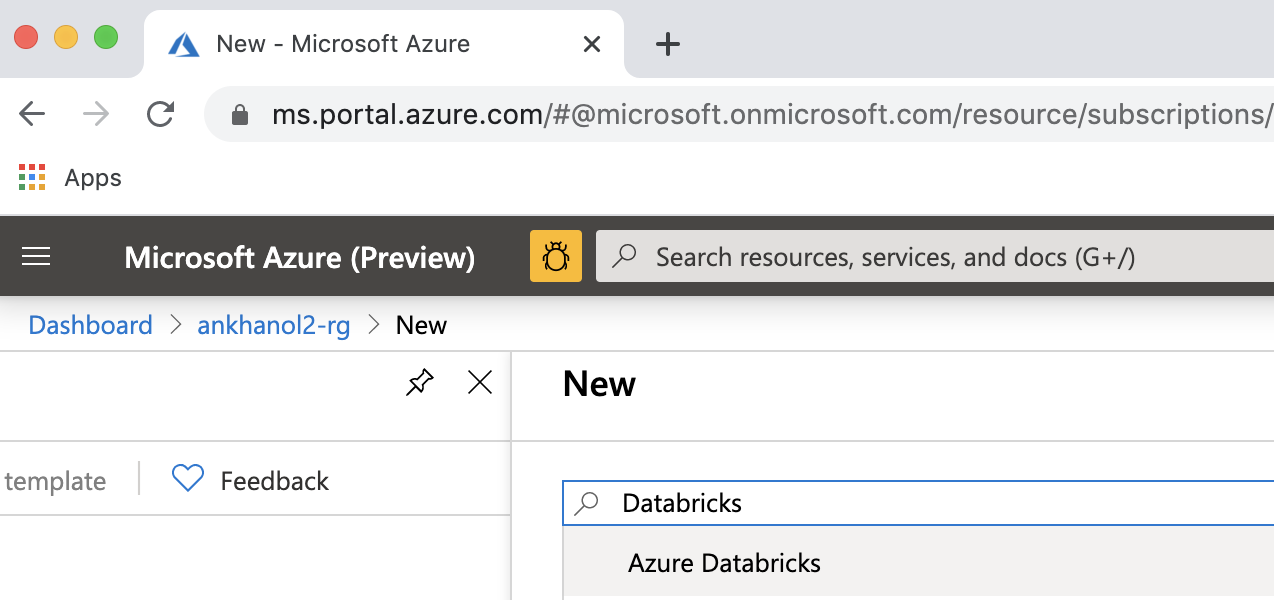 New - Microsoft Azure
ms.portal.azure.com/#@microsoft.onmicrosoft.com/resource/subscriptions/
Apps
Microsoft Azure (Preview)
Search resources, services, and docs (G+/)
Dashboard > ankhanol2-rg > New
New
template
Feedback
Databricks
Azure Databricks